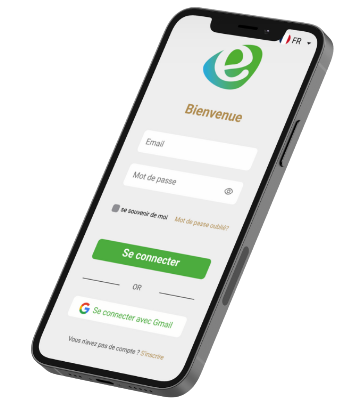 FR
e
Bienvenue
Email
Mot de passe
se souvenir de moi Mot de passe oublié?
Se connecter
OR
Se connecter avec Gmail
Vous n'avez pas de compte ? S'inscrire